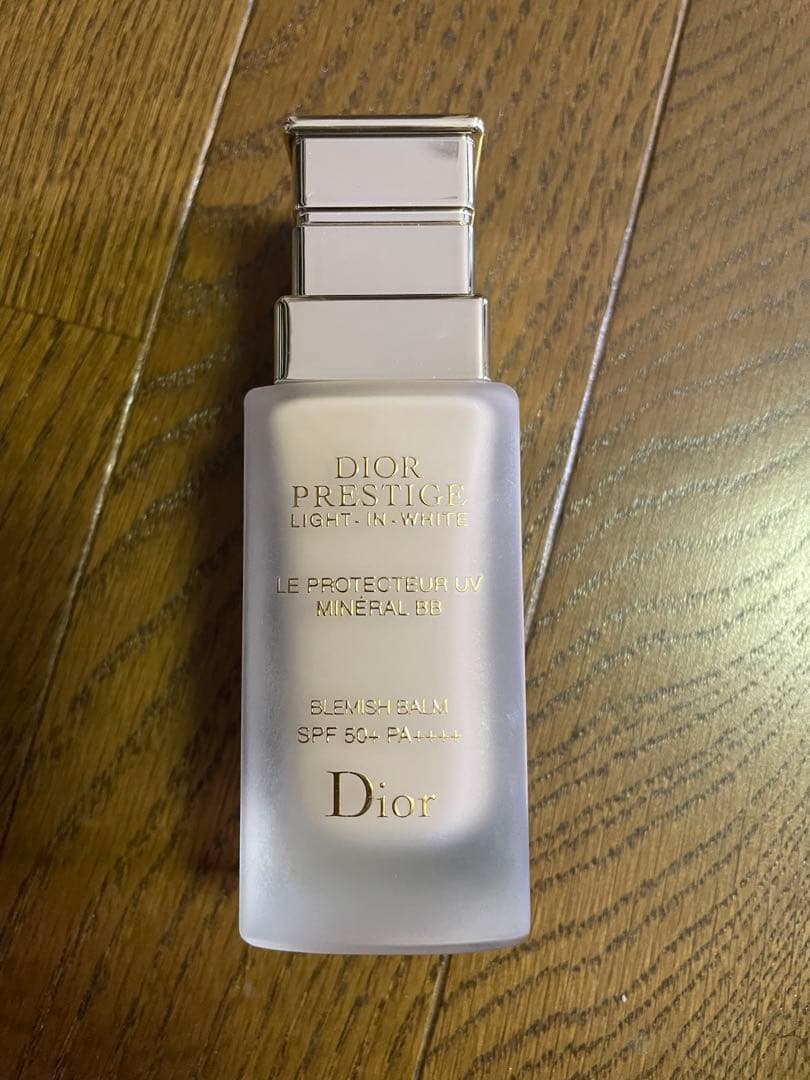 DIOR
PRESTIGE
LIGHT-IN-WHITE
LE PROTECTEUR UV
MINÉRAL BB
BLEMISH BALM
SPF 50+ PA++++
Dior